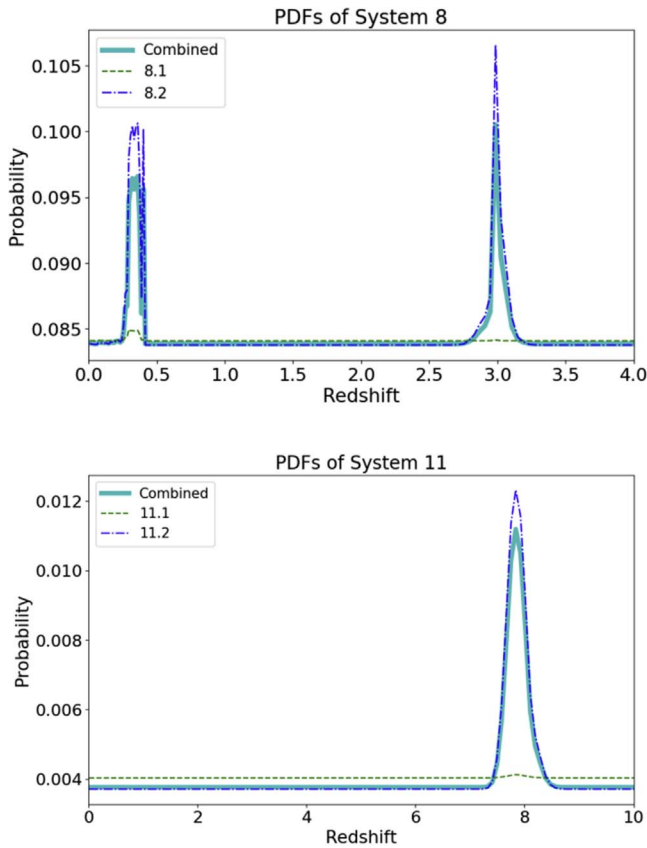 PDFs of System 8
Combined
8.1
8.2
0.105
0.100
0.095
0.090
0.085
Probability
0.0 0.5 1.0 1.5 2.0 2.5 3.0 3.5 4.0
Redshift
PDFs of System 11
Combined
11.1
11.2
0.012
0.010
0.008
0.006
0.004
Probability
0 2 4 6 8 10
Redshift